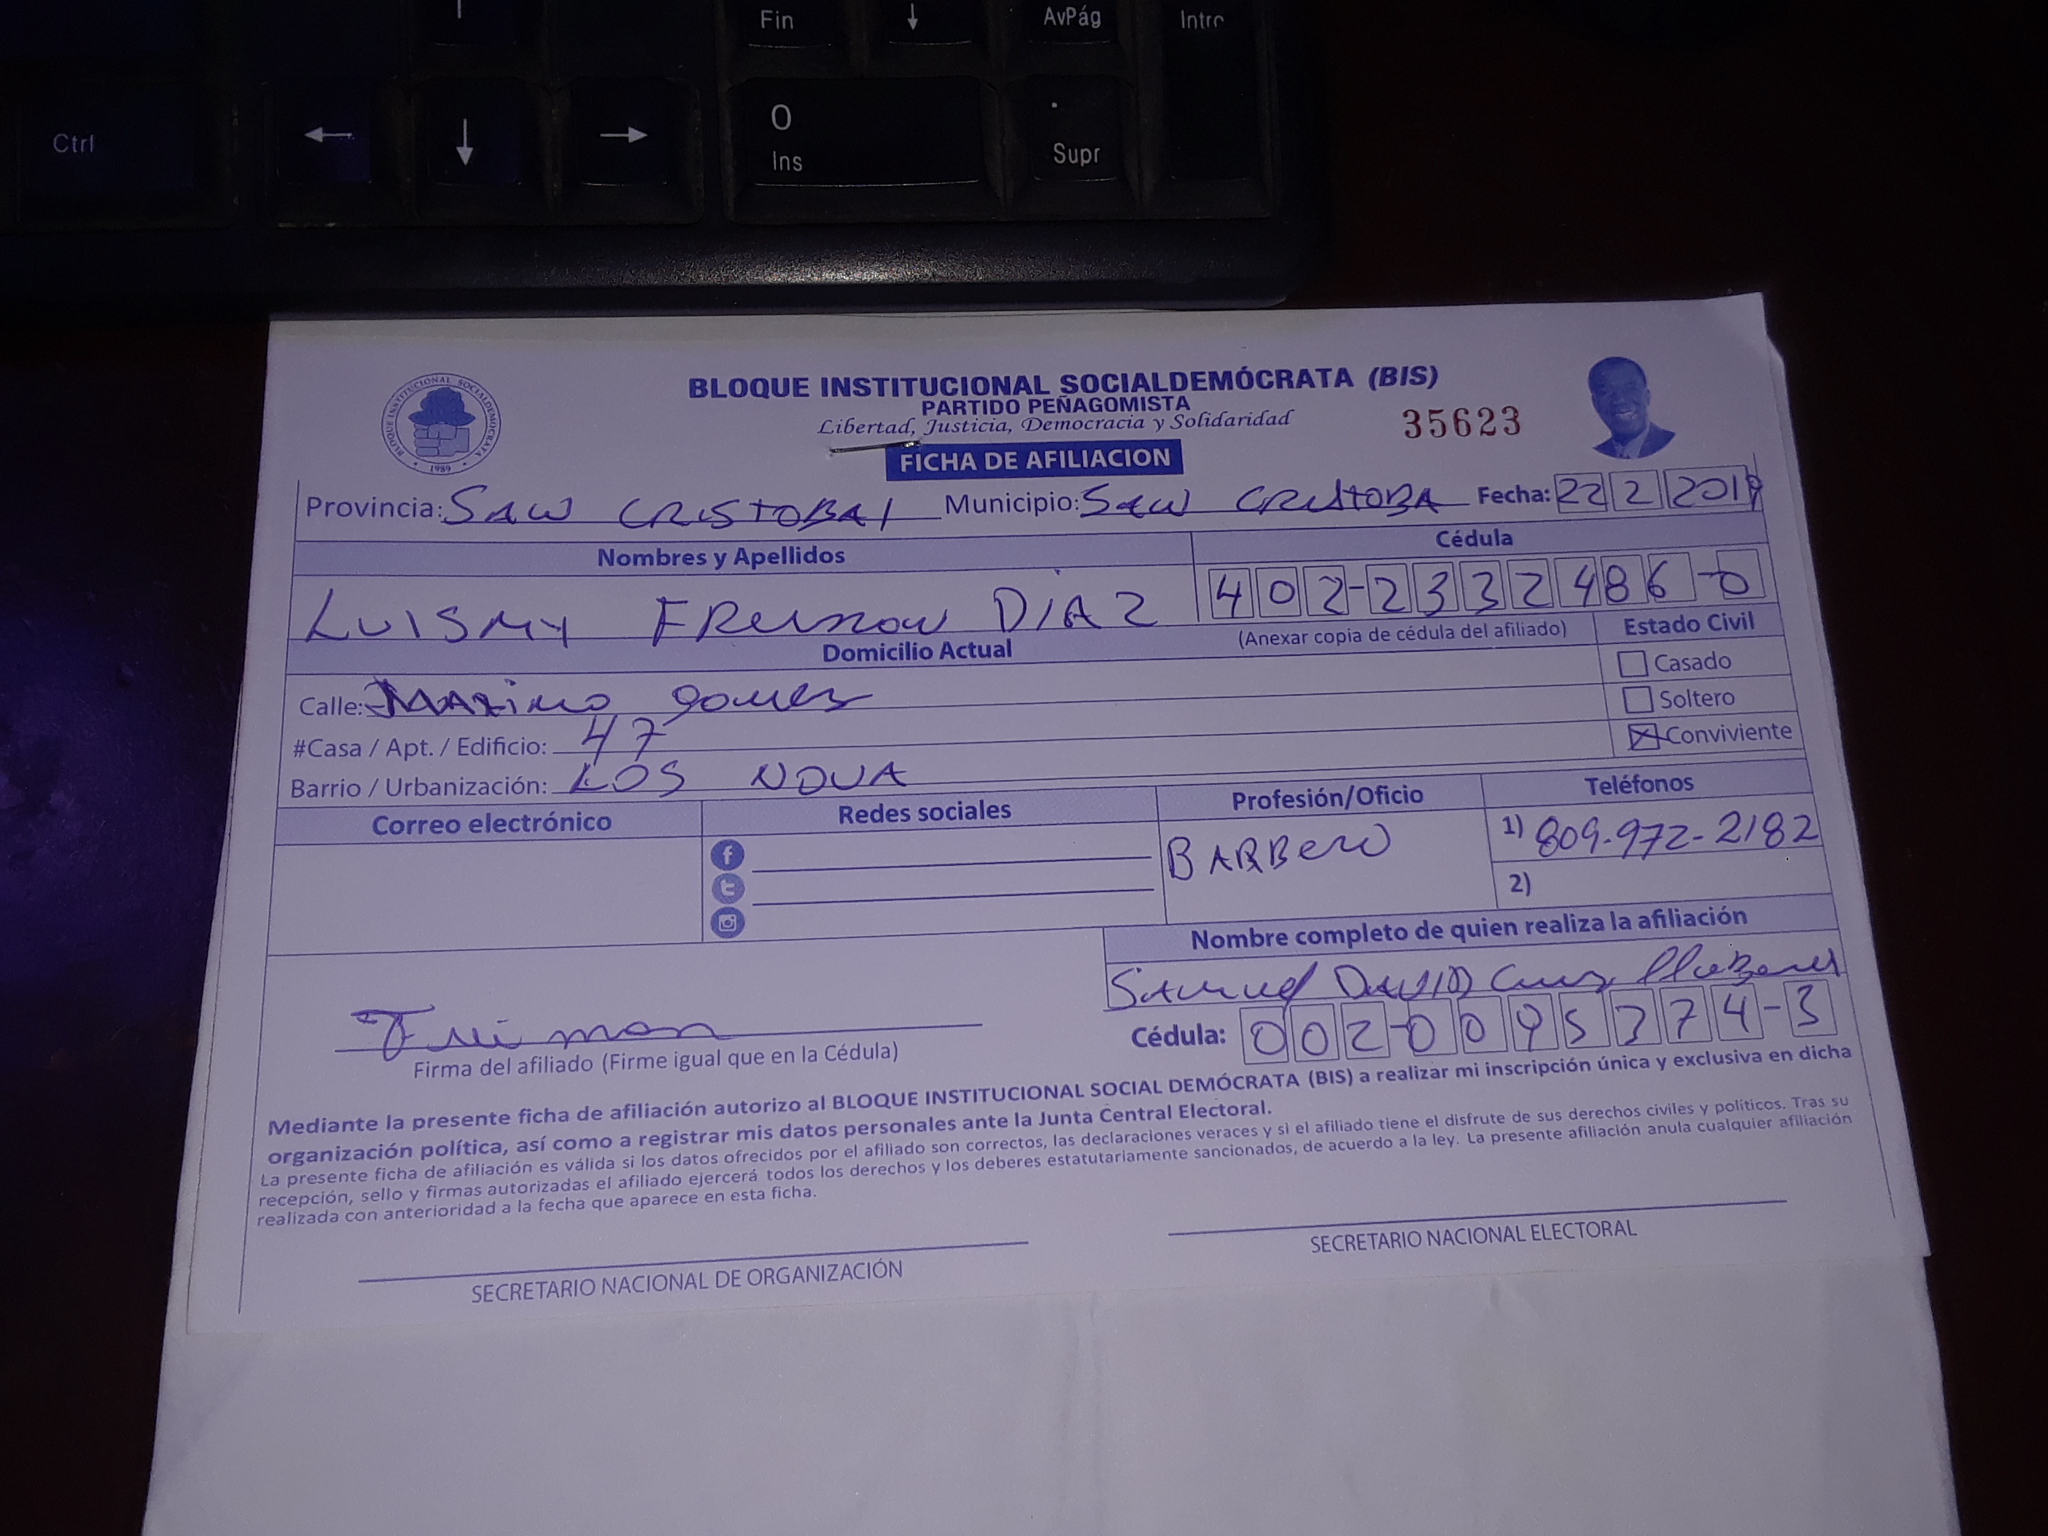 Fin
↓
AvPág
Intro
Ctrl
←
↓
→
0
Ins
.
Supr
BLOQUE INSTITUCIONAL SOCIALDEMÓCRATA
1989
BLOQUE INSTITUCIONAL SOCIALDEMÓCRATA (BIS)
PARTIDO PEÑAGOMISTA
Libertad, Justicia, Democracia y Solidaridad
35623
FICHA DE AFILIACION
Provincia: SAN CRISTOBAL Municipio: SAN CRISTOBA Fecha: 22 2 2019
Nombres y Apellidos Cédula
LUISMY DIAZ 402-2332486-0
Domicilio Actual (Anexar copia de cédula del afiliado) Estado Civil
Casado
Calle: MAXIMO gomez Soltero
#Casa / Apt. / Edificio: 47 Conviviente
Barrio / Urbanización: LOS NOVA
Correo electrónico Redes sociales Profesión/Oficio Teléfonos
BARBERO 1) 809-972-2182
2)
Nombre completo de quien realiza la afiliación
Samuel DAVID Cruz
Firma del afiliado (Firme igual que en la Cédula) Cédula: 002-0095374-3
Mediante la presente ficha de afiliación autorizo al BLOQUE INSTITUCIONAL SOCIAL DEMÓCRATA (BIS) a realizar mi inscripción única y exclusiva en dicha
organización política, así como a registrar mis datos personales ante la Junta Central Electoral.
La presente ficha de afiliación es válida si los datos ofrecidos por el afiliado son correctos, las declaraciones veraces y si el afiliado tiene el disfrute de sus derechos civiles y políticos. Tras su
recepción, sello y firmas autorizadas el afiliado ejercerá todos los derechos y los deberes estatutariamente sancionados, de acuerdo a la ley. La presente afiliación anula cualquier afiliación
realizada con anterioridad a la fecha que aparece en esta ficha.
SECRETARIO NACIONAL DE ORGANIZACIÓN
SECRETARIO NACIONAL ELECTORAL